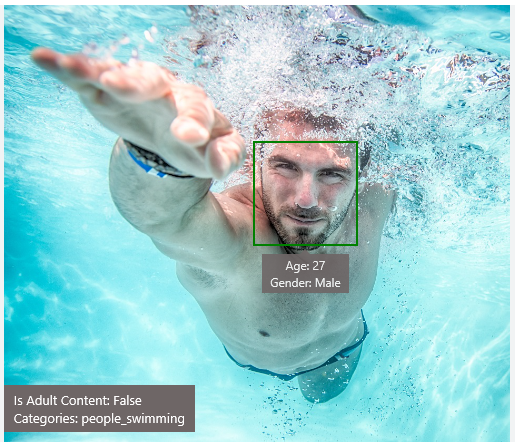 Age: 27
Gender: Male
Is Adult Content: False
Categories: people_swimming